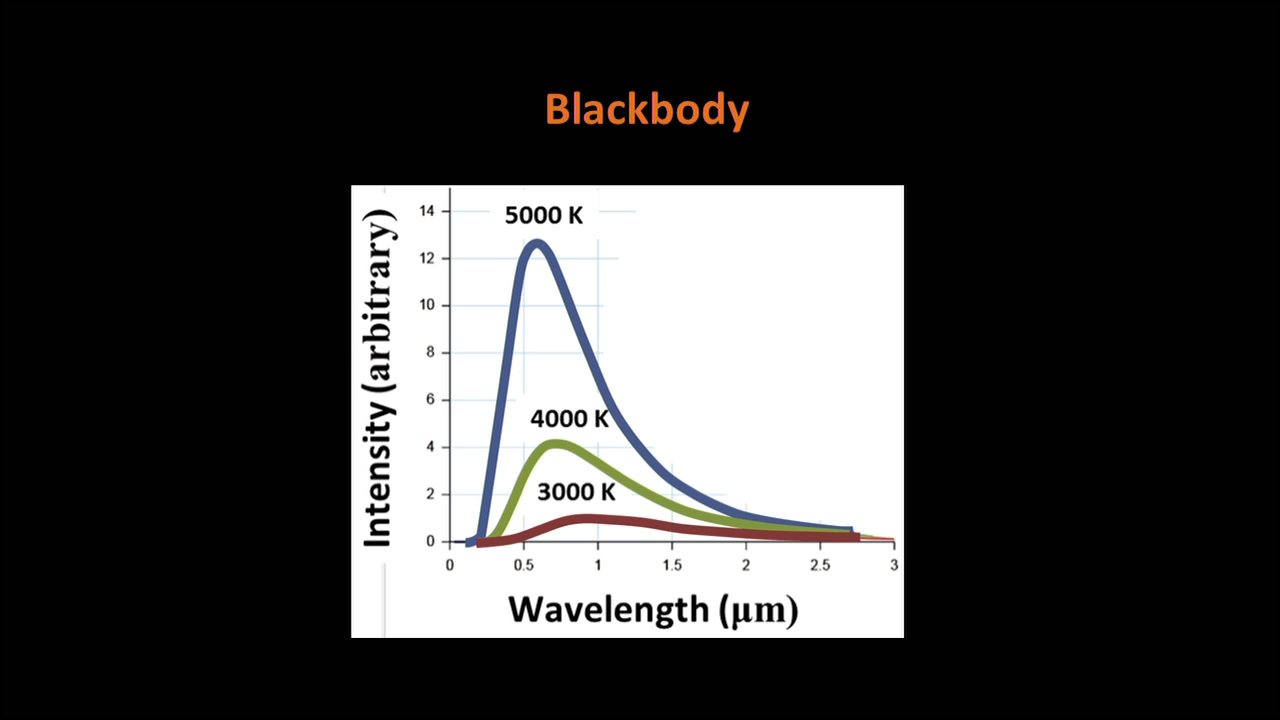 Blackbody
Intensity (arbitrary)
14
12
10
8
6
4
2
0
5000 K
4000 K
3000 K
0 0.5 1 1.5 2 2.5 3
Wavelength (μm)